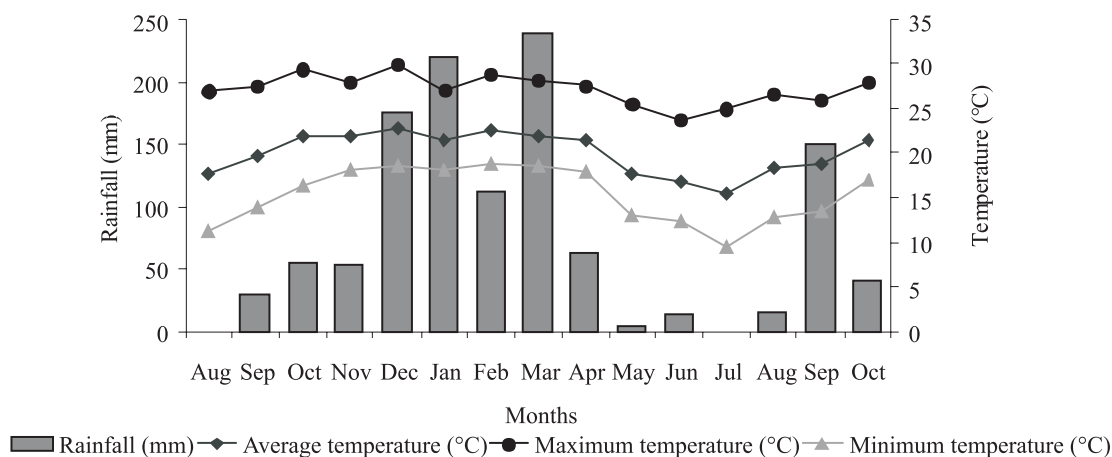 250
200
150
100
50
0
Rainfall (mm)
35
30
25
20
15
10
5
0
Temperature (°C)
Aug Sep Oct Nov Dec Jan Feb Mar Apr May Jun Jul Aug Sep Oct
Months
Rainfall (mm) Average temperature (°C) Maximum temperature (°C) Minimum temperature (°C)